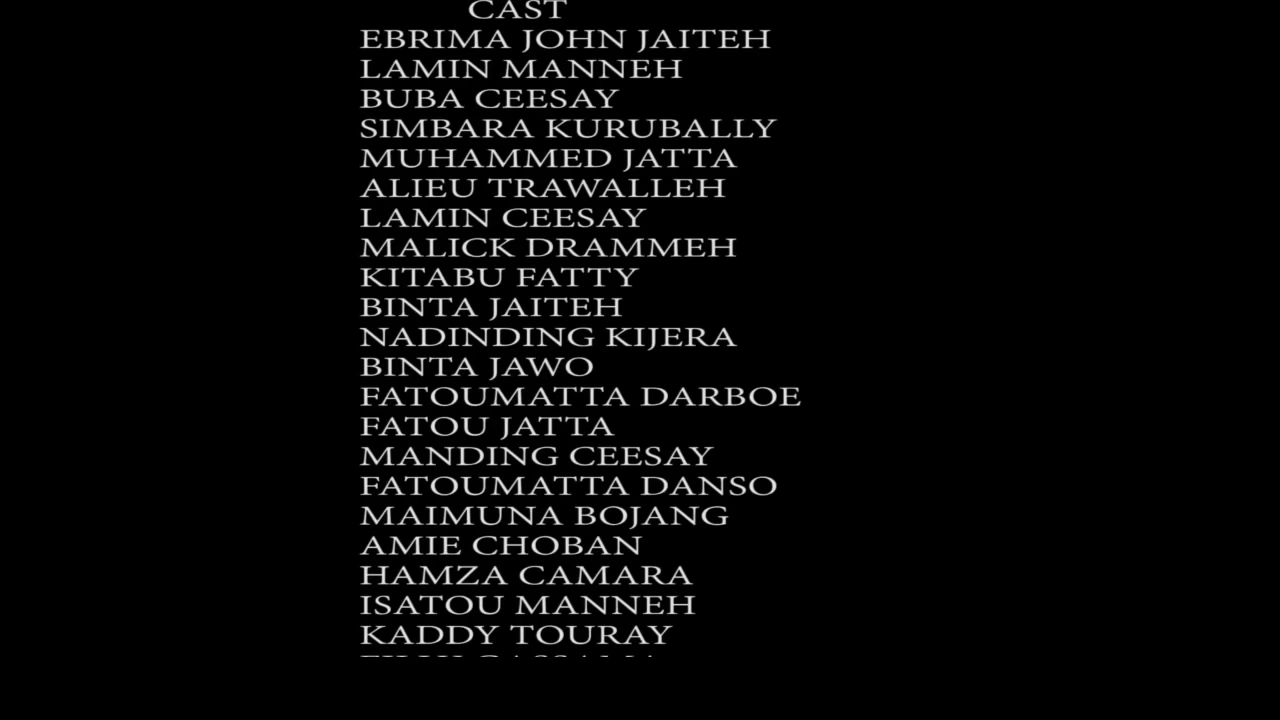 CAST
EBRIMA JOHN JAITEH
LAMIN MANNEH
BUBA CEESAY
SIMBARA KURUBALLY
MUHAMMED JATTA
ALIEU TRAWALLEH
LAMIN CEESAY
MALICK DRAMMEH
KITABU FATTY
BINTA JAITEH
NADINDING KIJERA
BINTA JAWO
FATOUMATTA DARBOE
FATOU JATTA
MANDING CEESAY
FATOUMATTA DANSO
MAIMUNA BOJANG
AMIE CHOBAN
HAMZA CAMARA
ISATOU MANNEH
KADDY TOURAY